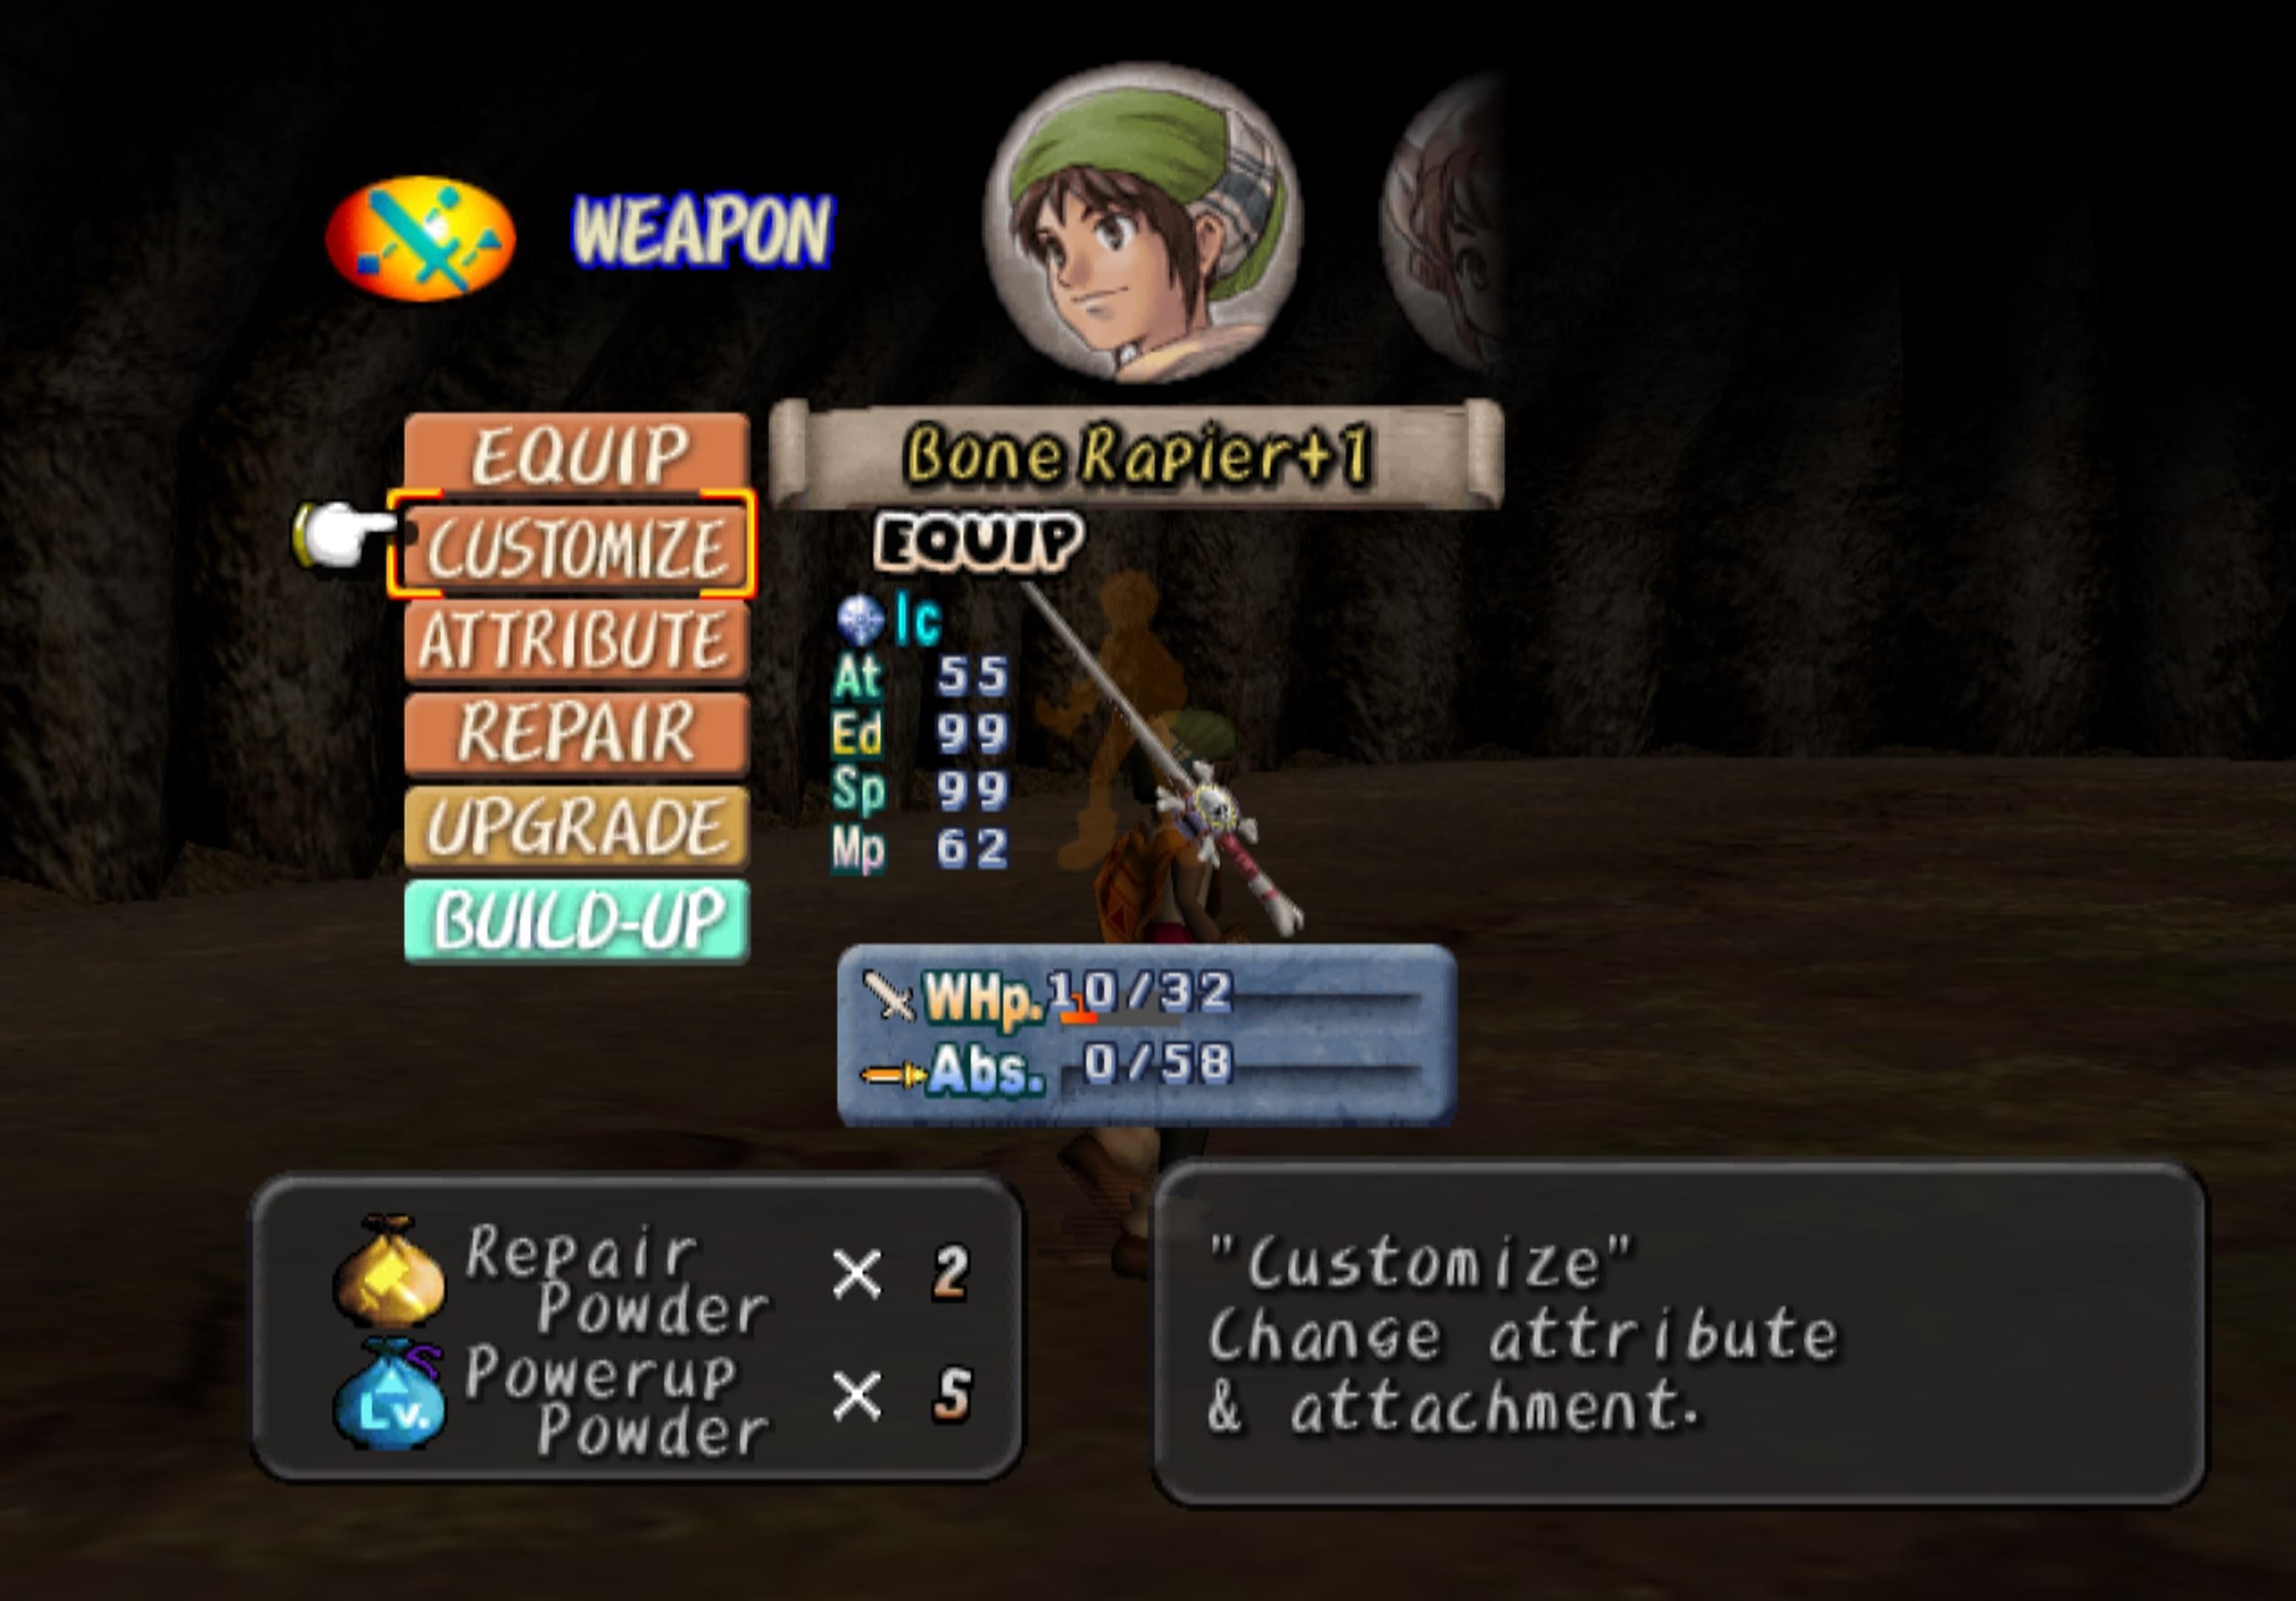 WEAPON
Bone Rapier+1
EQUIP
CUSTOMIZE
ATTRIBUTE
REPAIR
UPGRADE
BUILD-UP
EQUIP
Ic
At 55
Ed 99
Sp 99
Mp 62
WHp. 10/32
Abs. 0/58
Repair
Powder × 2
Lv.
Powerup
Powder × 5
"Customize"
Change attribute
& attachment.